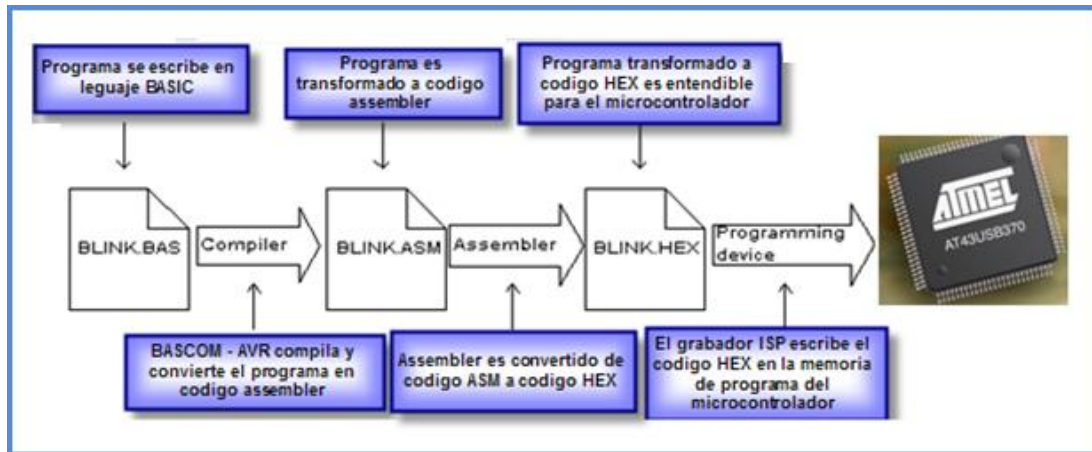 Programa se escribe en
leguaje BASIC
Programa es
transformado a codigo
assembler
Programa transformado a
codigo HEX es entendible
para el microcontrolador
BLINK.BAS
Compiler
BLINK.ASM
Assembler
BLINK.HEX
Programming
device
ATMEL
AT43USB370
BASCOM - AVR compila y
convierte el programa en
codigo assembler
Assembler es convertido de
codigo ASM a codigo HEX
El grabador ISP escribe el
codigo HEX en la memoria
de programa del
microcontrolador